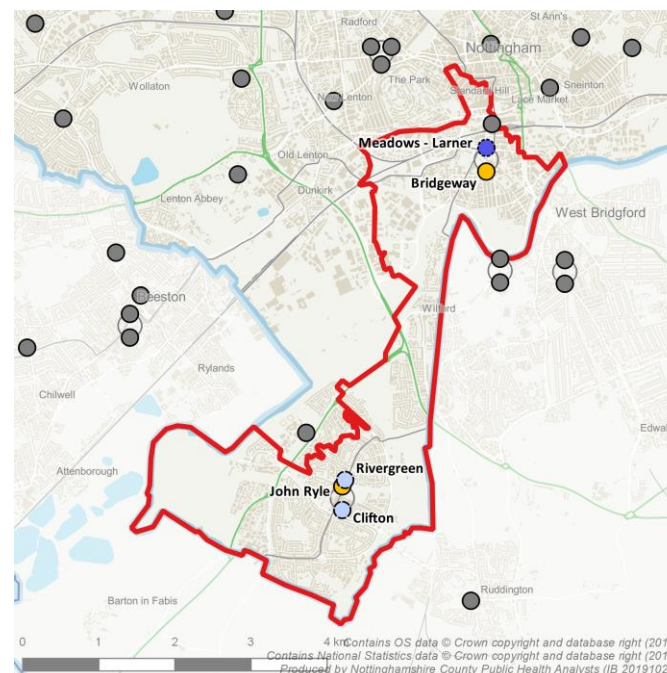 St Ann's
Radford
Nottingham
Wollaton
The Park
Sneinton
Standard Hill
New Lenton
Lace Market
Meadows - Larner
Old Lenton
Bridgeway
Dunkirk
Lenton Abbey
West Bridgford
Beeston
Wilford
Rylands
Chilwell
Edwa
Attenborough
Rivergreen
John Ryle
Clifton
Ruddington
Barton in Fabis
0 1 2 3 4 km
Contains OS data © Crown copyright and database right (201
Contains National Statistics data © Crown copyright and database right (201
Produced by Nottinghamshire County Public Health Analysts (IB 2019102